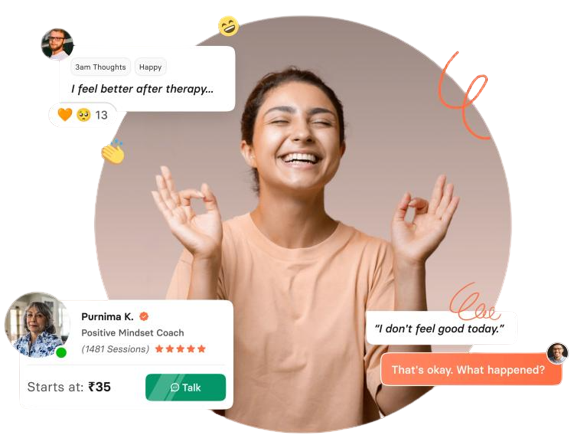 3am Thoughts Happy
I feel better after therapy...
13
Purnima K.
Positive Mindset Coach
(1481 Sessions)
Starts at: ₹35
Talk
"I don't feel good today."
That's okay. What happened?